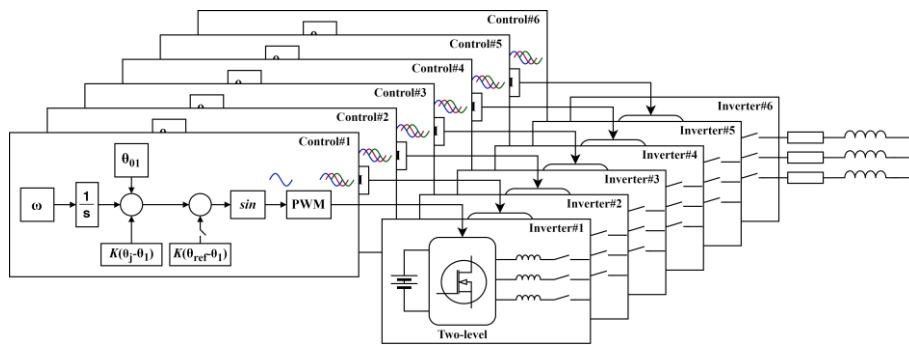 Control#6
Control#5
Control#4
Control#3
Control#2
Control#1
Inverter#6
Inverter#5
Inverter#4
Inverter#3
Inverter#2
Inverter#1
θ01
ω
1
s
sin
PWM
K(θj-θ1)
K(θref-θ1)
Two-level